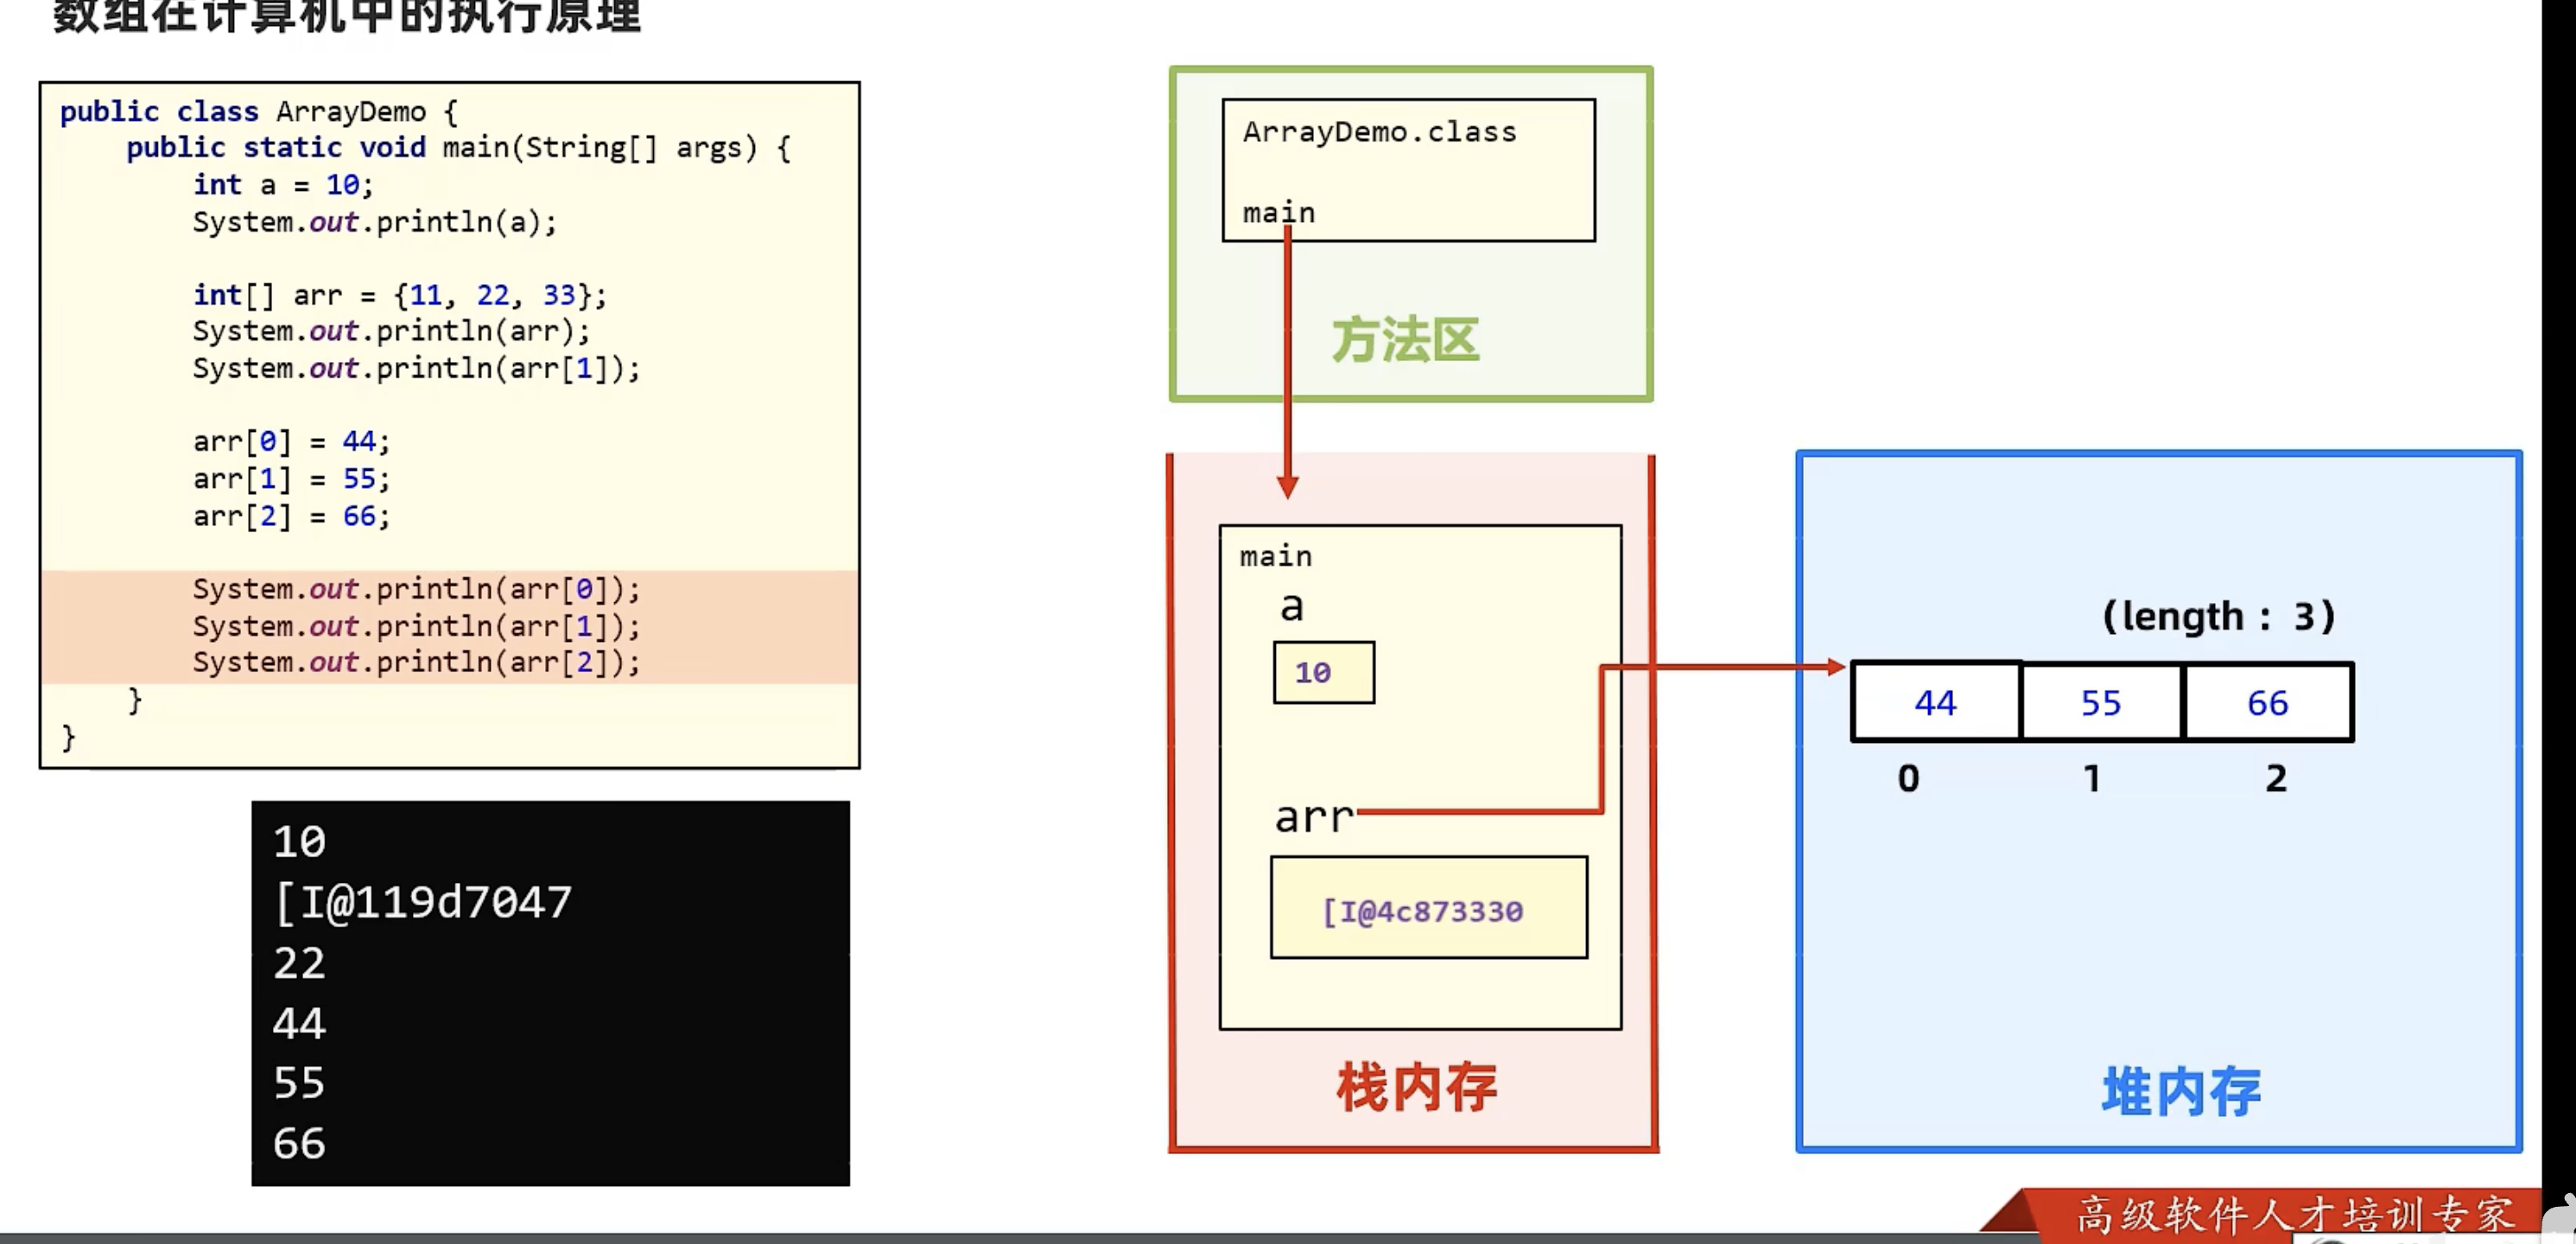 数组在计算机中的执行原理
public class ArrayDemo {
public static void main(String[] args) {
int a = 10;
System.out.println(a);
int[] arr = {11, 22, 33};
System.out.println(arr);
System.out.println(arr[1]);
arr[0] = 44;
arr[1] = 55;
arr[2] = 66;
System.out.println(arr[0]);
System.out.println(arr[1]);
System.out.println(arr[2]);
}
}
10
[I@119d7047
22
44
55
66
ArrayDemo.class
main
方法区
main
a
10
arr
[I@4c873330
栈内存
(length : 3)
44 55 66
0 1 2
堆内存
高级软件人才培训专家